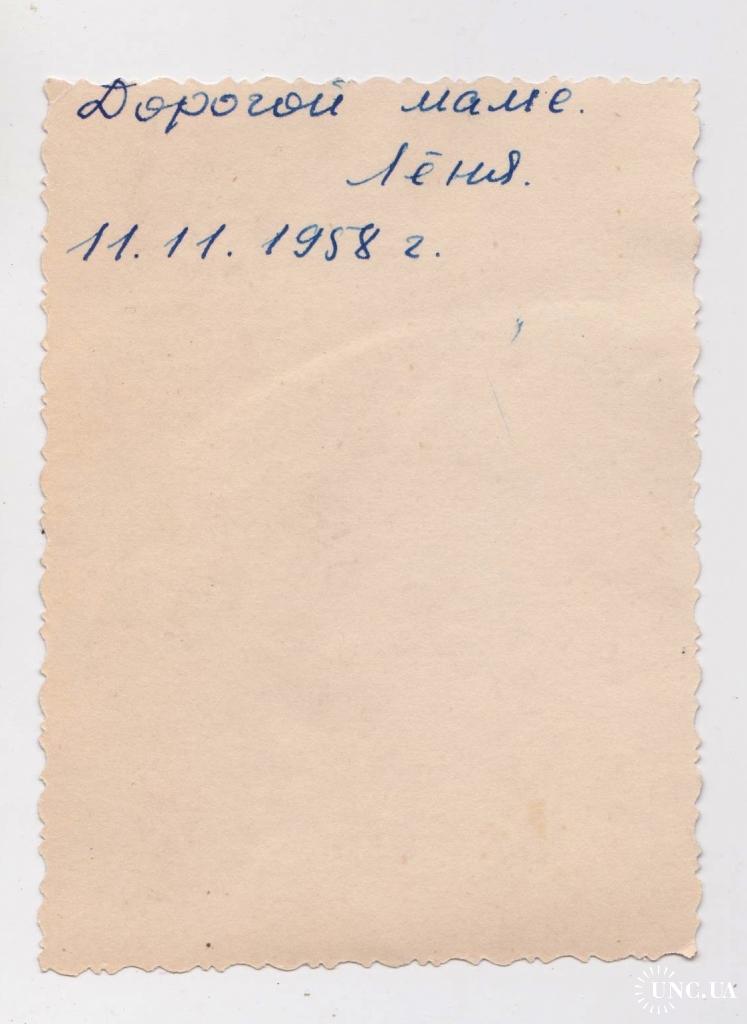 Дорогой маме.
Лёня.
11.11.1958 г.
UNC.UA